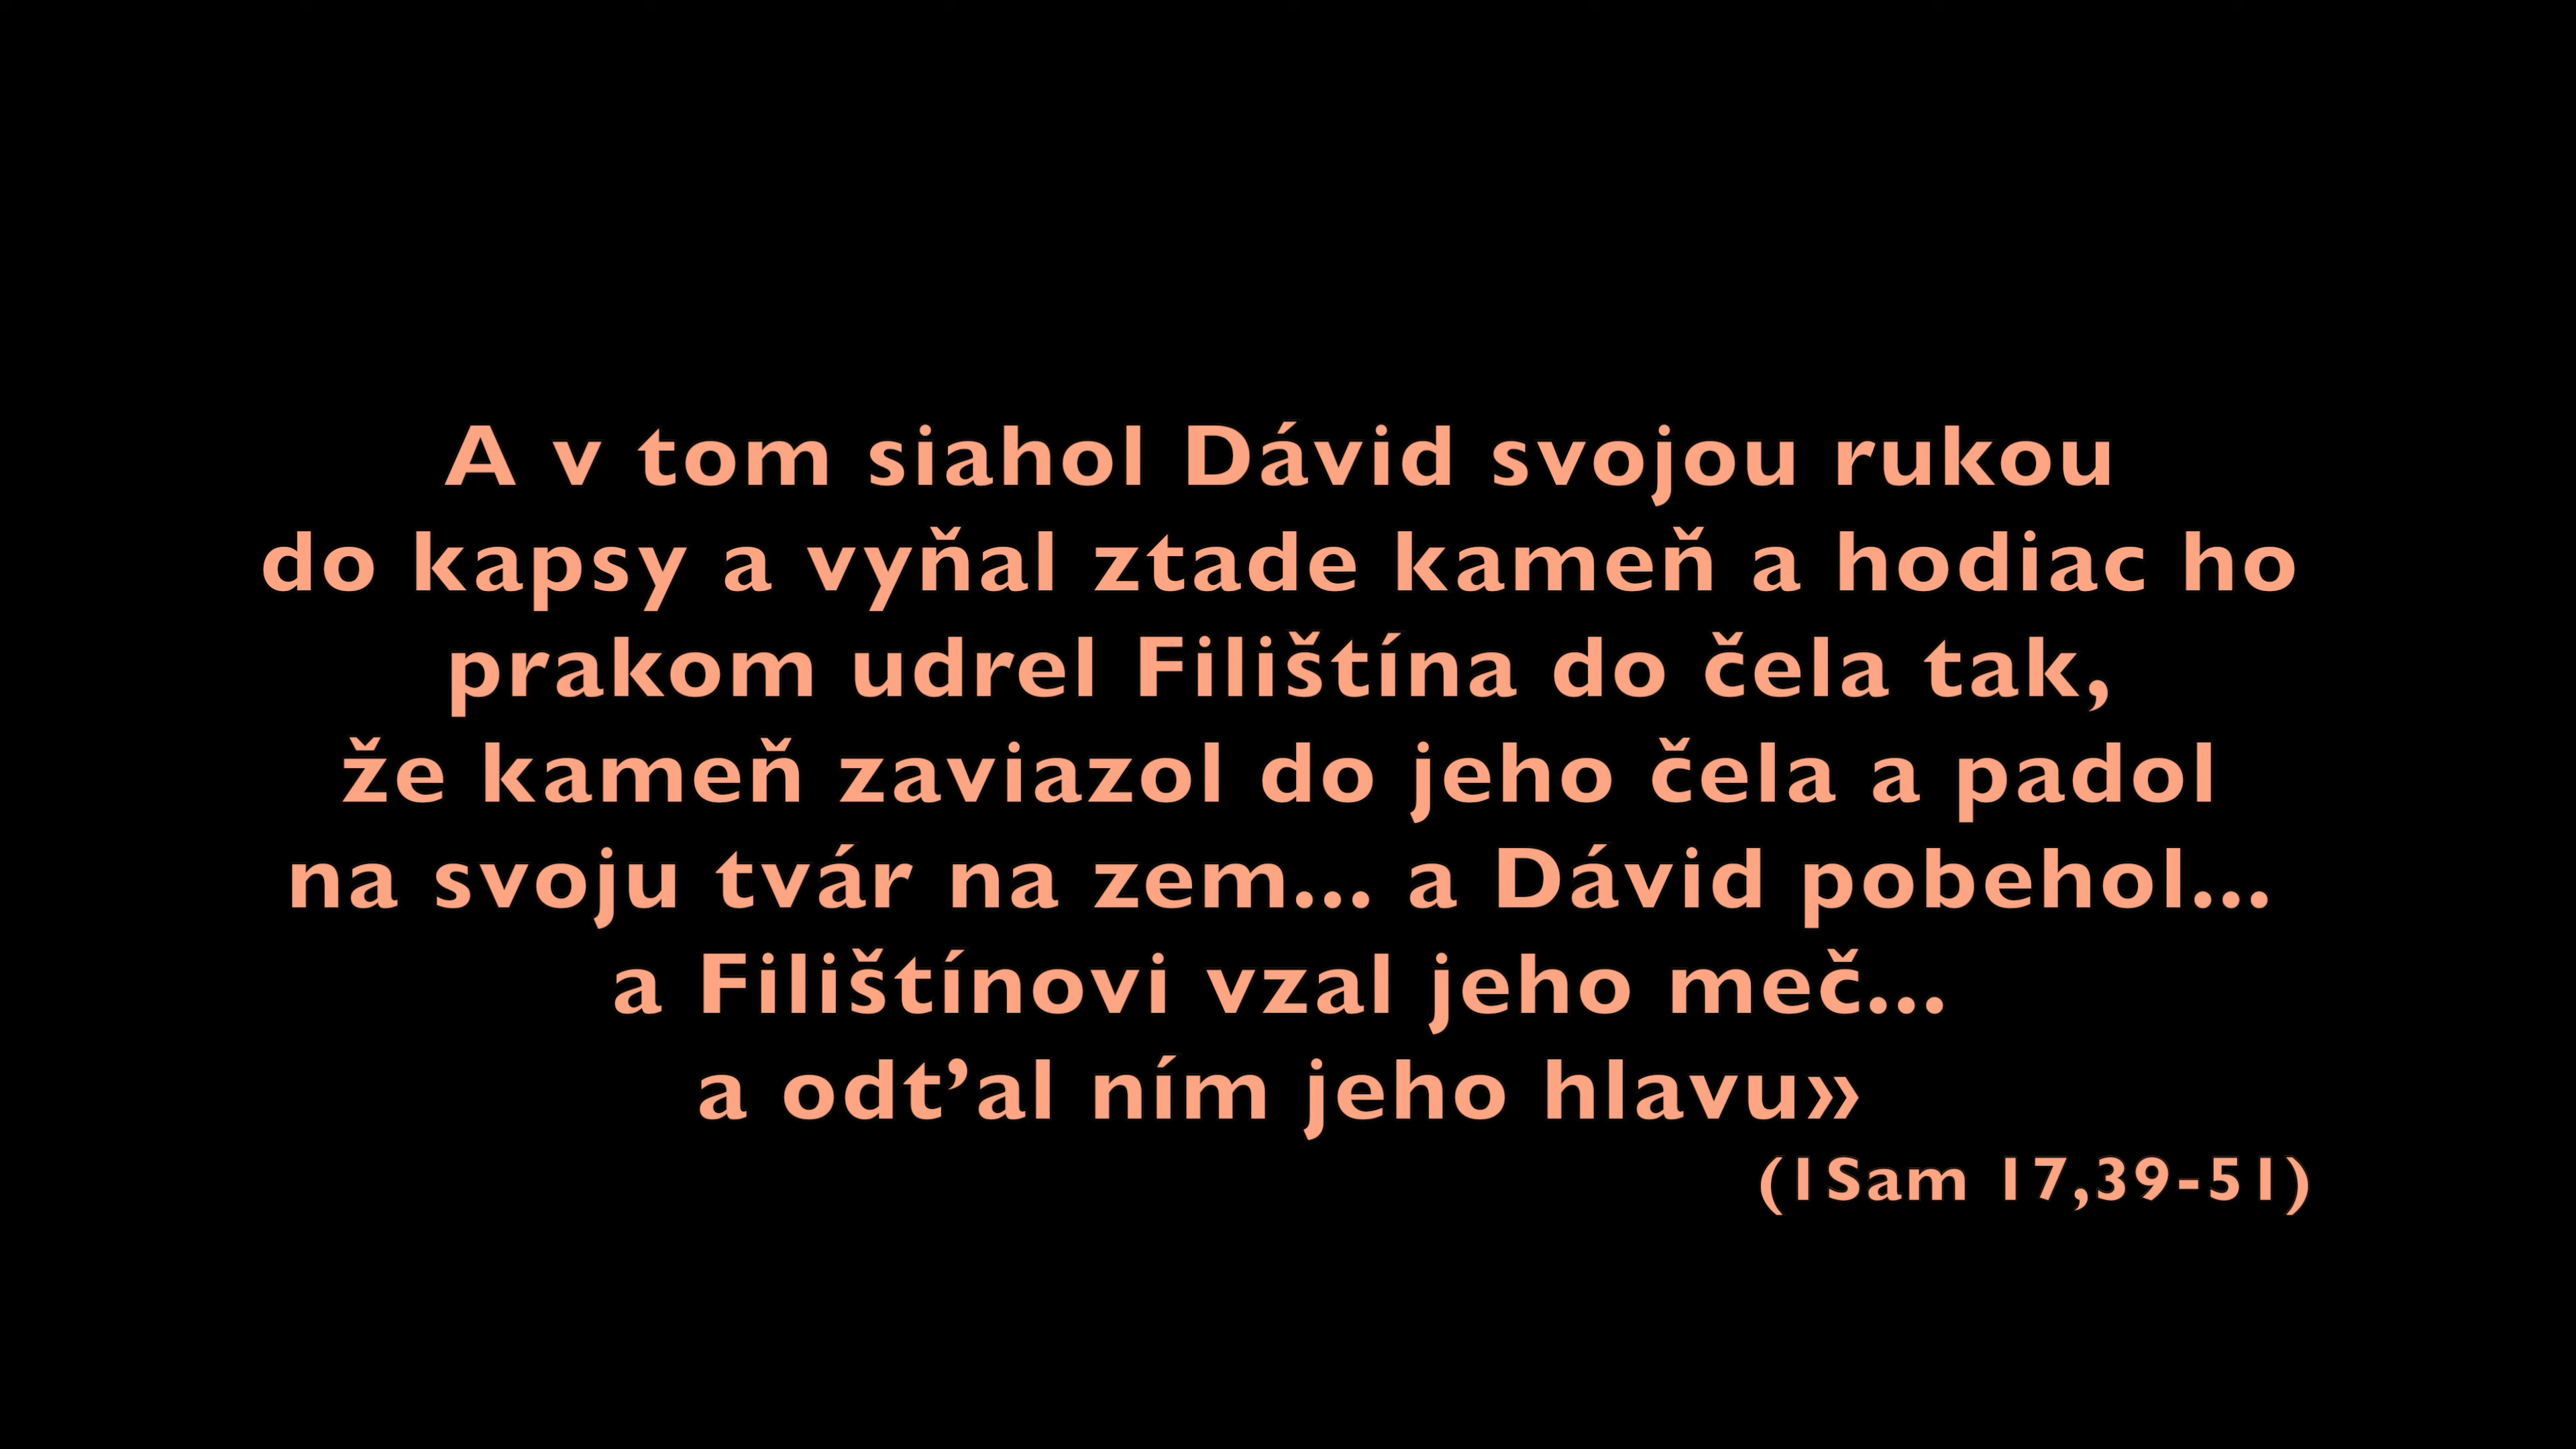 A v tom siahol Dávid svojou rukou
do kapsy a vyňal ztade kameň a hodiac ho
prakom udrel Filištína do čela tak,
že kameň zaviazol do jeho čela a padol
na svoju tvár na zem... a Dávid pobehol...
a Filištínovi vzal jeho meč...
a odt’al ním jeho hlavu»
(1Sam 17,39-51)